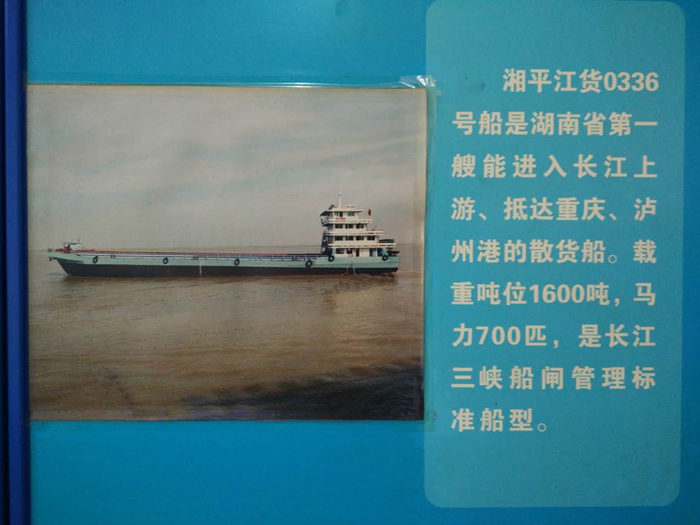 湘平江货0336
号船是湖南省第一
艘能进入长江上
游、抵达重庆、泸
州港的散货船。载
重吨位1600吨，马
力700匹，是长江
三峡船闸管理标
准船型。